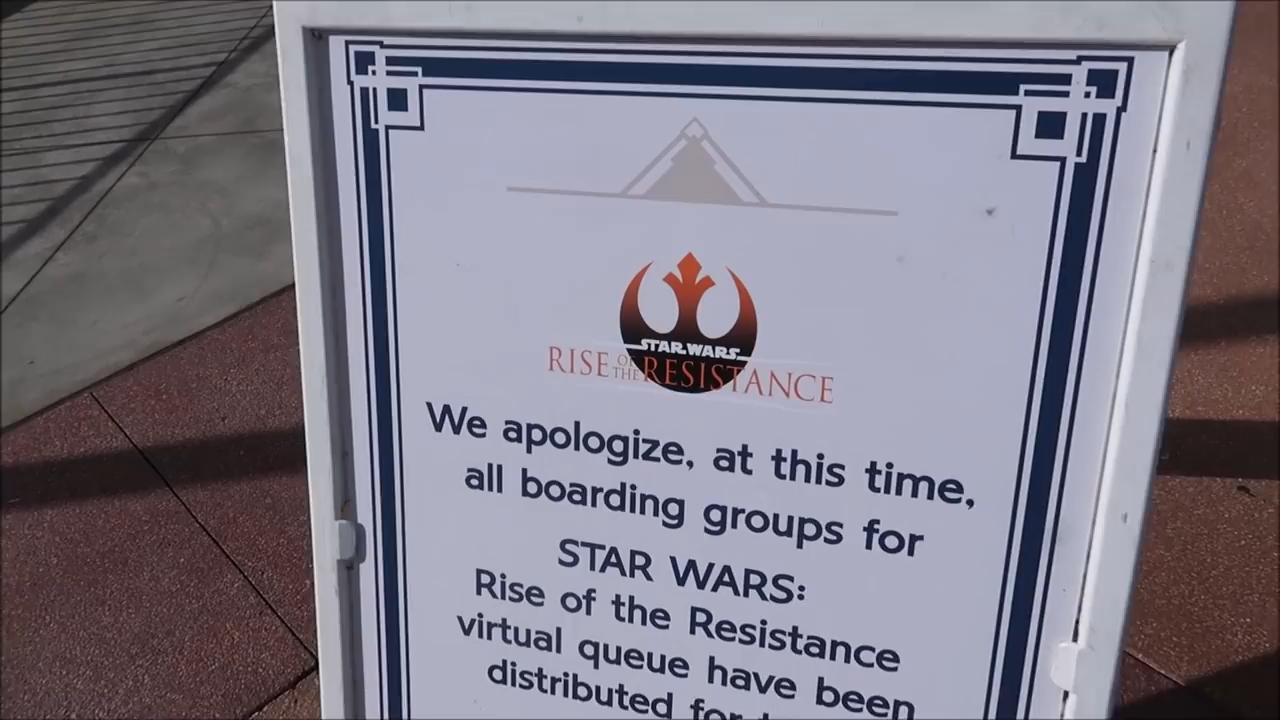 STAR WARS
RISE OF THE RESISTANCE
We apologize, at this time,
all boarding groups for
STAR WARS:
Rise of the Resistance
virtual queue have been
distributed for